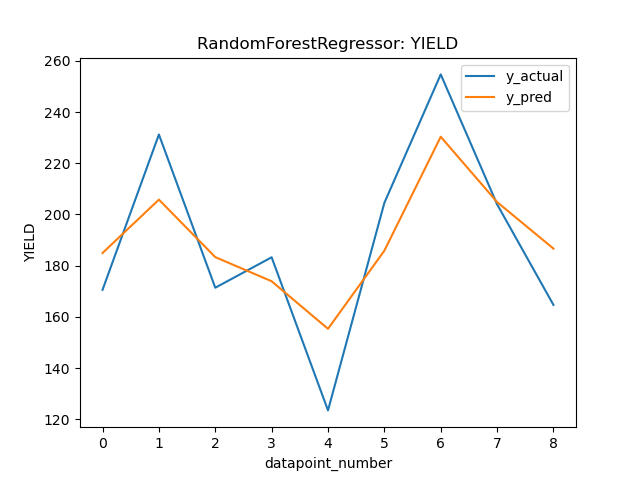 RandomForestRegressor: YIELD
y_actual
y_pred
260
240
220
200
180
160
140
120
YIELD
0 1 2 3 4 5 6 7 8
datapoint_number